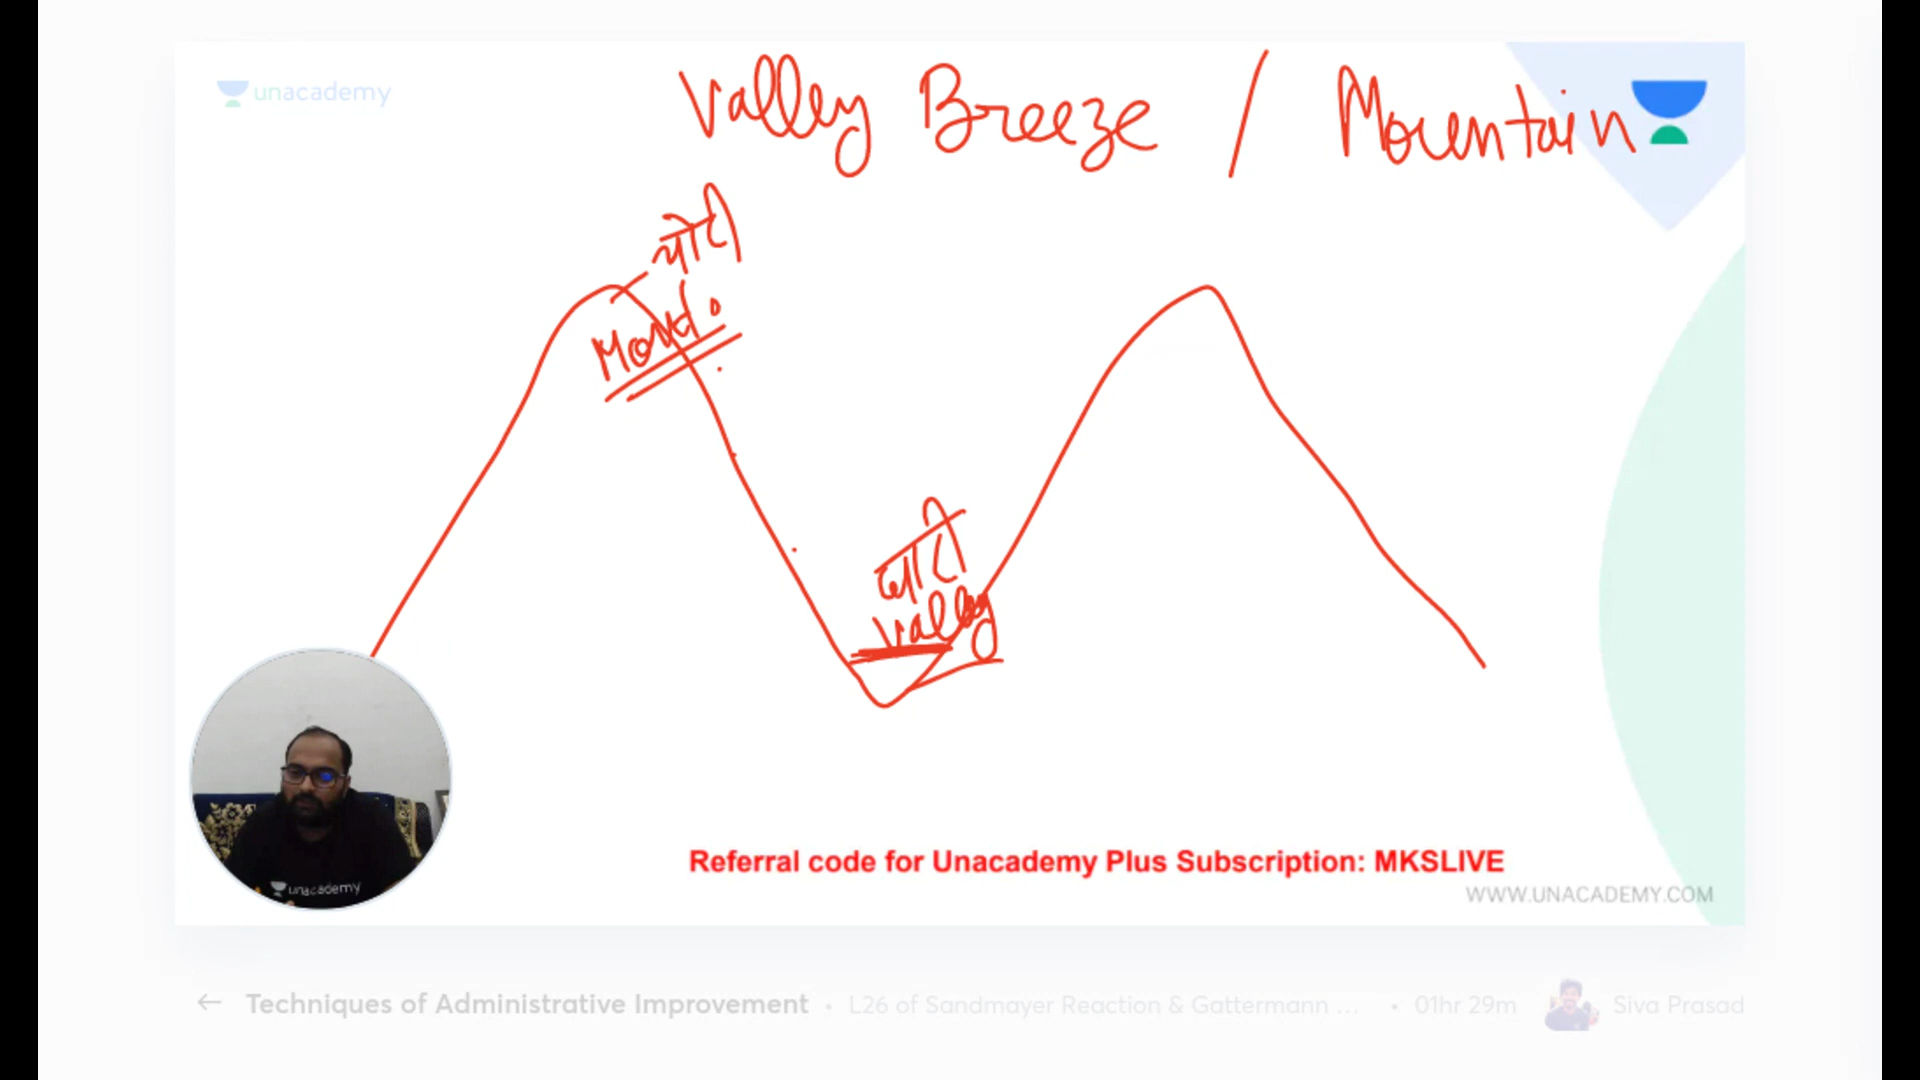 unacademy
Valley Breeze / Mountain
चोटी
घाटी
Valley
unacademy
Referral code for Unacademy Plus Subscription: MKSLIVE
WWW.UNACADEMY.COM
← Techniques of Administrative Improvement • L26 of Sandmayer Reaction & Gattermann ... • 01hr 29m Siva Prasad